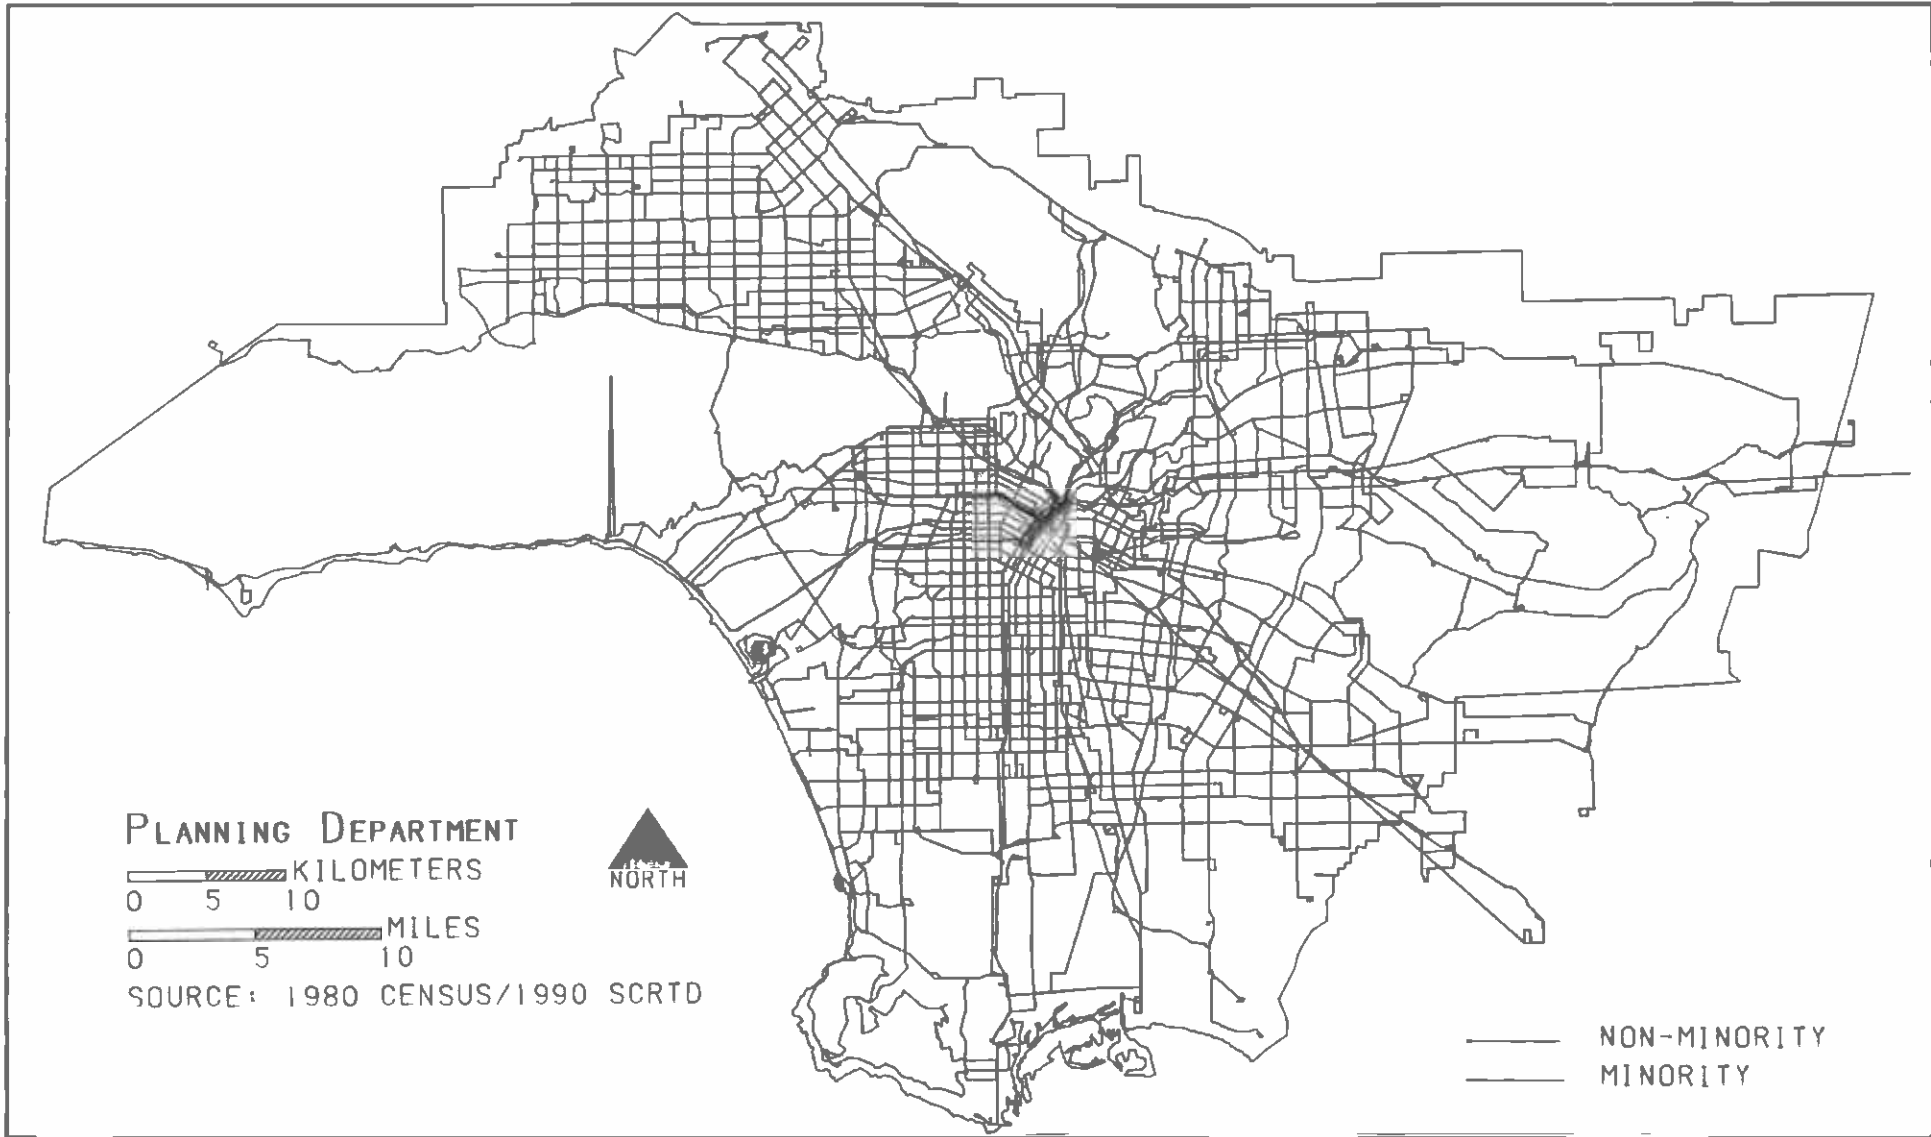 PLANNING DEPARTMENT
KILOMETERS
0 5 10
MILES
0 5 10
SOURCE: 1980 CENSUS/1990 SCRTD
NORTH
NON-MINORITY
MINORITY